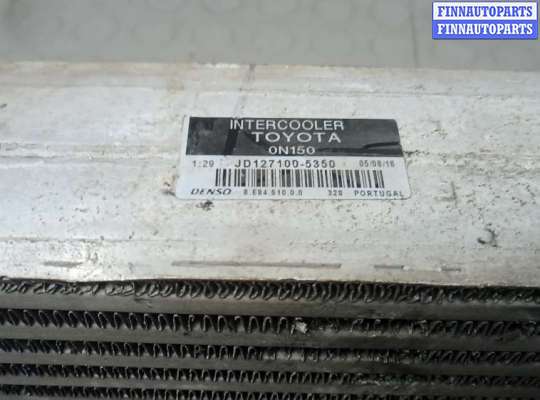 FINNAUTOPARTS
FINNAUTOPARTS
INTERCOOLER
TOYOTA
0N150
1:29 JD127100-5350 05/08/16
DENSO 8.684.910.0.0 328 PORTUGAL